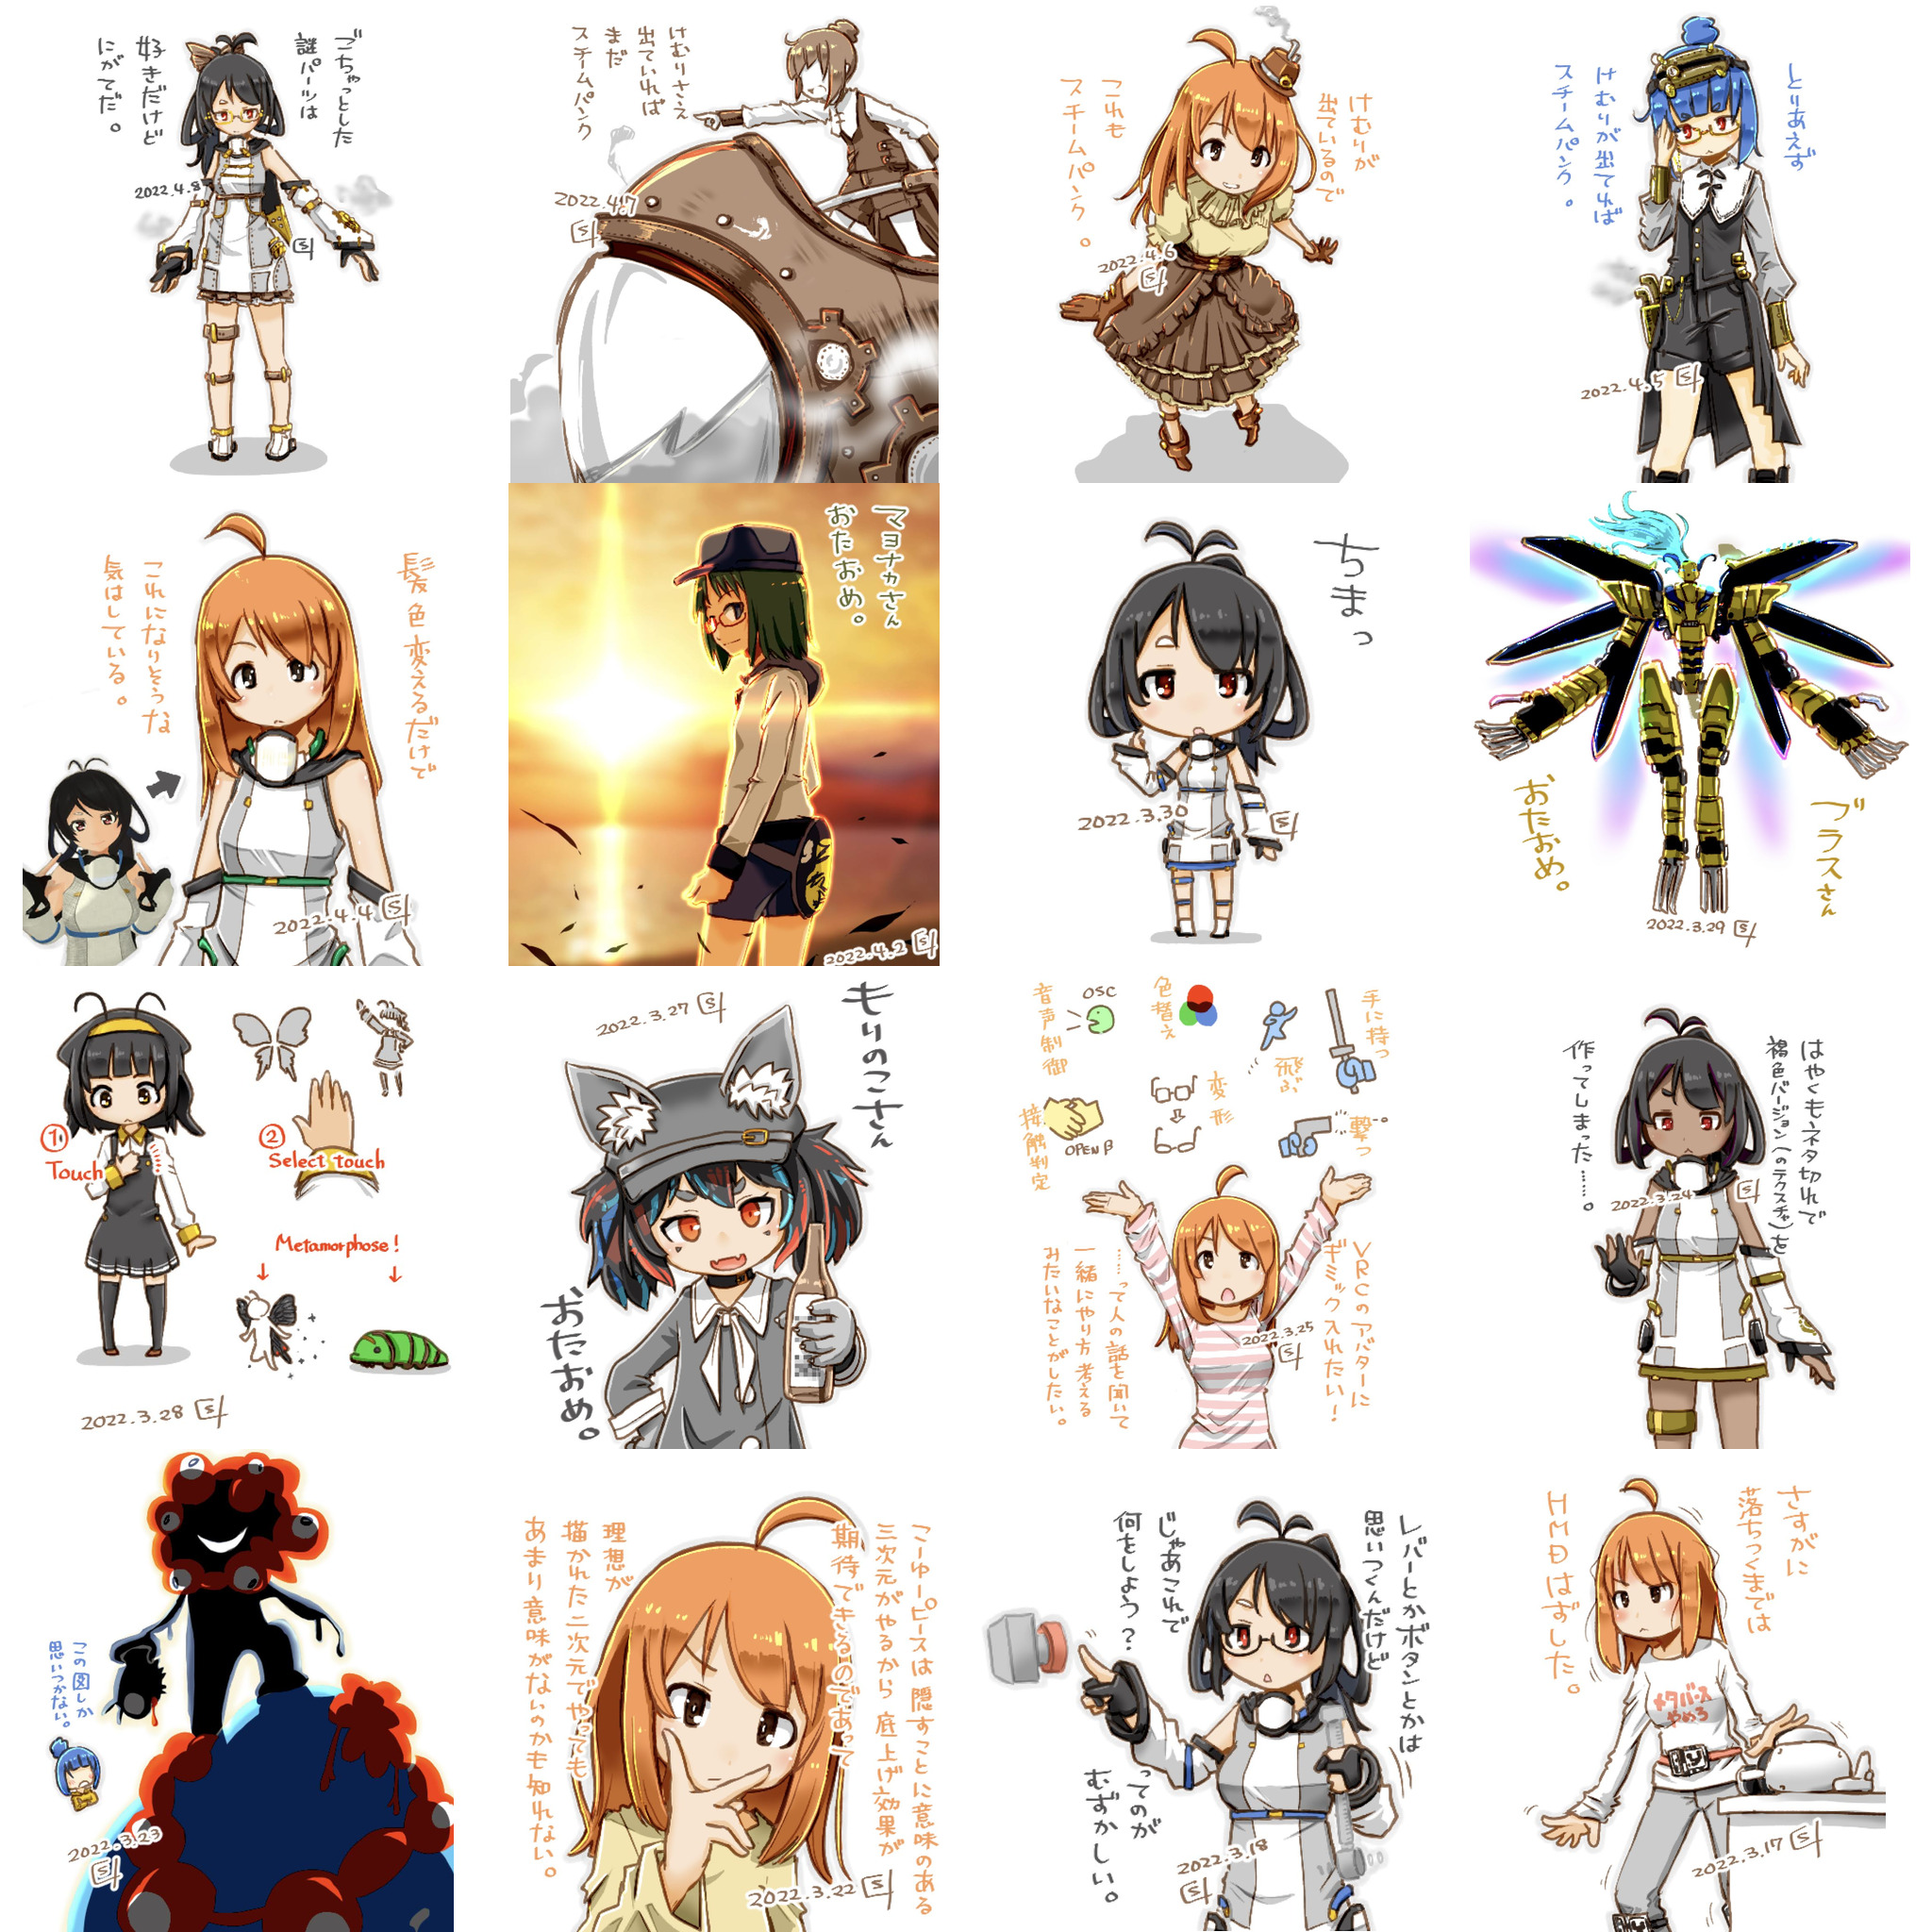 ごちゃっとした
謎パーツは
好きだけど
にがてだ。
2022.4.8
けむりさえ
出ていれば
まだ
スチームパンク
2022.4.7
けむりが
出ているので
これも
スチームパンク。
2022.4.6
とりあえず
けむりが出てれば
スチームパンク。
2022.4.5
髪色変えるだけで
これになりそうな
気はしている。
2022.4.4
マヨナカさん
おたおめ。
2022.4.2
ちまっ
2022.3.30
ブラスさん
おたおめ。
2022.3.29
① Touch
② Select touch
Metamorphose!
2022.3.28
もりのこさん
おたおめ。
2022.3.27
手に持つ
飛ぶ
色替え
OSC
音声制御
撃つ
変形
OPEN β
接触判定
VRCのアバターに
ギミック入れたい!
……って人の話を聞いて
一緒にやり方考える
みたいなことがしたい。
2022.3.25
はやくもネタ切れで
褐色バージョン(のテクスチャ)を
作ってしまった……。
2022.3.24
この図しか
思いつかない。
2022.3.23
こーゆーピースは隠すことに意味のある
三次元がやるから底上げ効果が
期待できるのであって
理想が
描かれた二次元でやっても
あまり意味がないのかも知れない。
2022.3.22
レバーとかボタンとかは
思いつくんだけど
じゃあこれで
何をしよう?
ってのが
むずかしい。
2022.3.18
さすがに
落ちつくまでは
HMDはずした。
メタバース
やめろ
2022.3.17